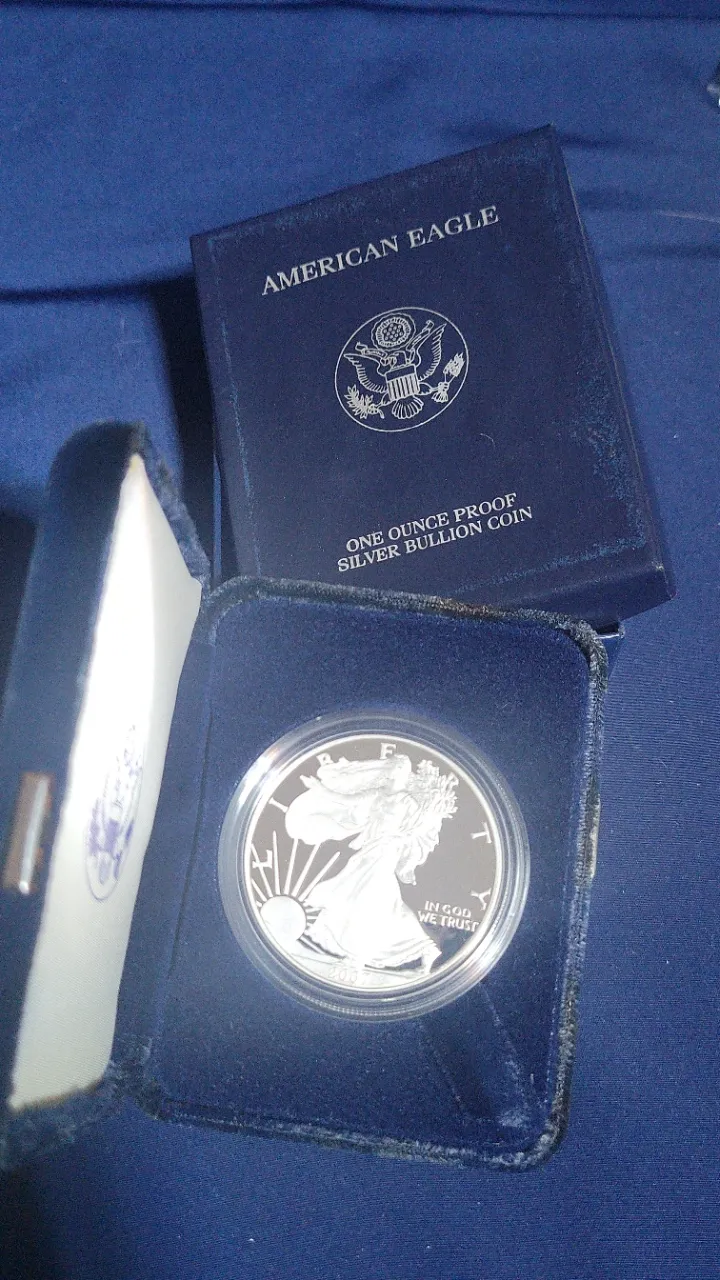 AMERICAN EAGLE
ONE OUNCE PROOF
SILVER BULLION COIN
LIBERTY
IN GOD
WE TRUST